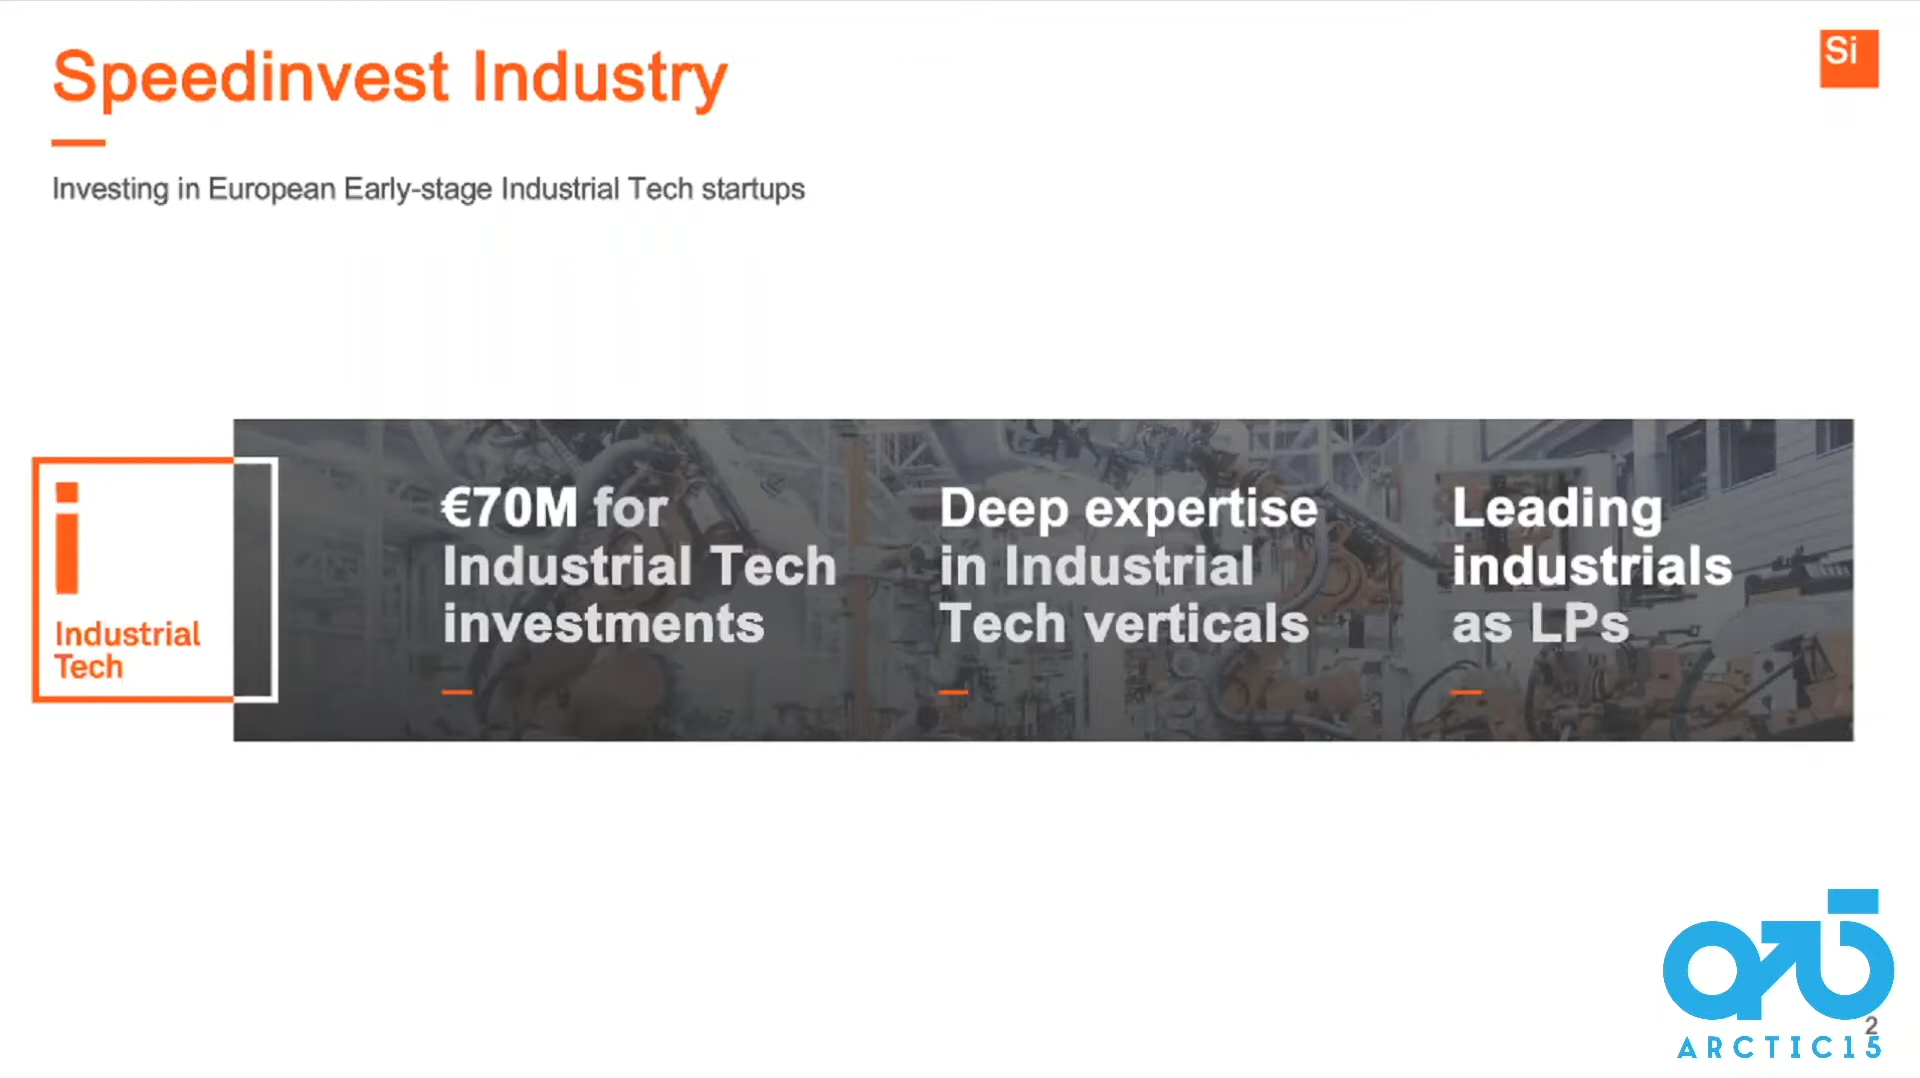 Speedinvest Industry
Si
Investing in European Early-stage Industrial Tech startups
i
Industrial
Tech
€70M for
Industrial Tech
investments
Deep expertise
in Industrial
Tech verticals
Leading
industrials
as LPs
2
ARCTIC15